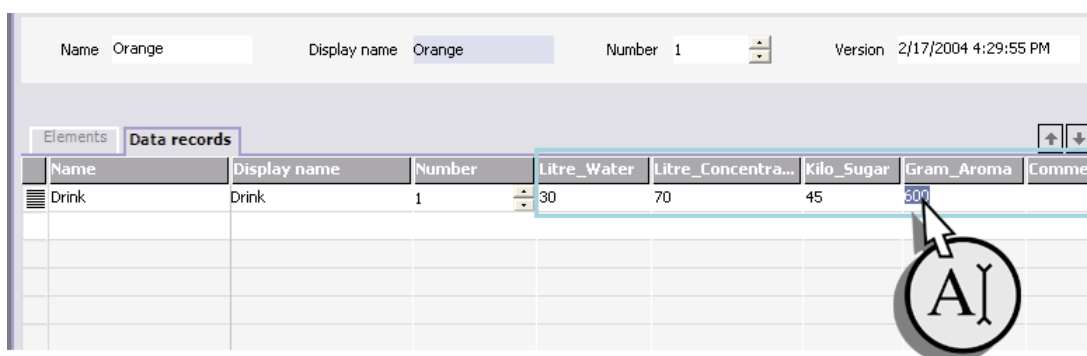 Name Orange Display name Orange Number 1 Version 2/17/2004 4:29:55 PM
Elements Data records
Name Display name Number Litre_Water Litre_Concentra... Kilo_Sugar Gram_Aroma Comme
Drink Drink 1 30 70 45 600
A